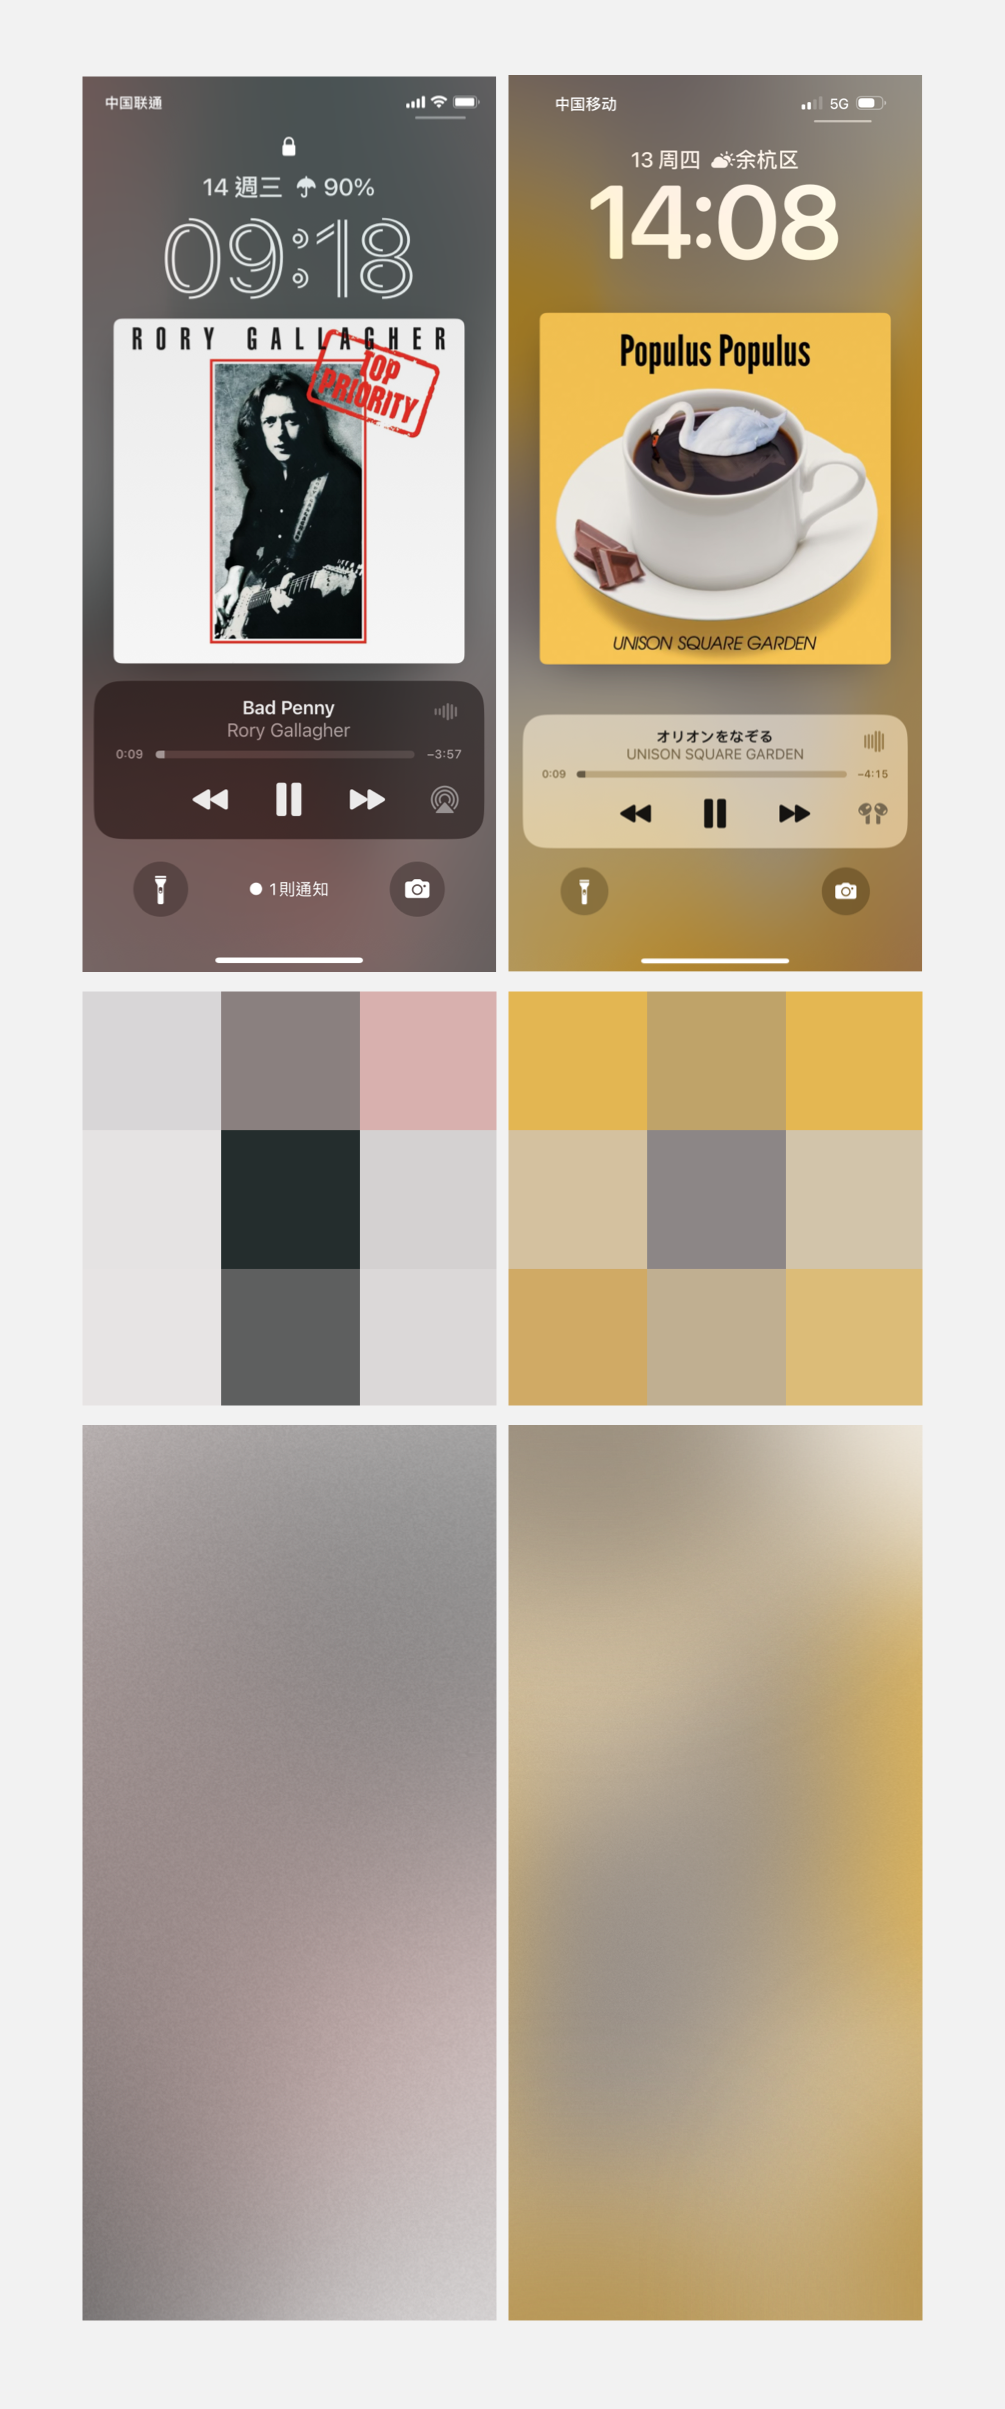 中国联通
14 週三 90%
09:18
RORY GALLAGHER
TOP
PRIORITY
Bad Penny
Rory Gallagher
0:09 -3:57
1則通知
中国移动 5G
13 周四 余杭区
14:08
Populus Populus
UNISON SQUARE GARDEN
オリオンをなぞる
UNISON SQUARE GARDEN
0:09 -4:15